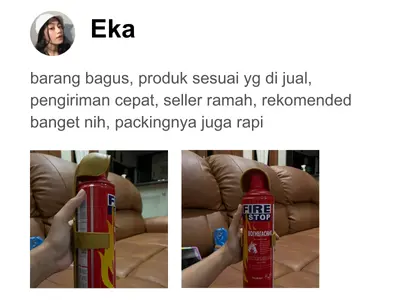 Eka
barang bagus, produk sesuai yg di jual,
pengiriman cepat, seller ramah, rekomended
banget nih, packingnya juga rapi
FIRE
STOP